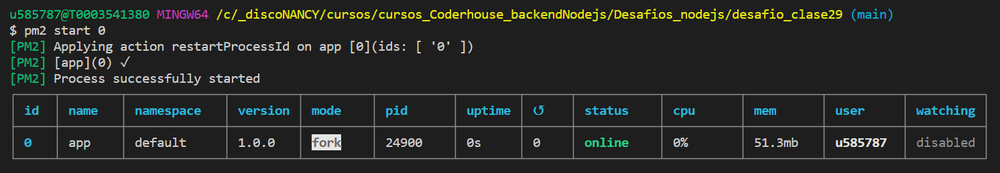 u585787@T0003541380 MINGW64 /c/_discoNANCY/cursos/cursos_Coderhouse_backendNodejs/Desafios_nodejs/desafio_clase29 (main)
$ pm2 start 0
[PM2] Applying action restartProcessId on app [0](ids: [ '0' ])
[PM2] [app](0) ✓
[PM2] Process successfully started
id name namespace version mode pid uptime ↺ status cpu mem user watching
0 app default 1.0.0 fork 24900 0s 0 online 0% 51.3mb u585787 disabled